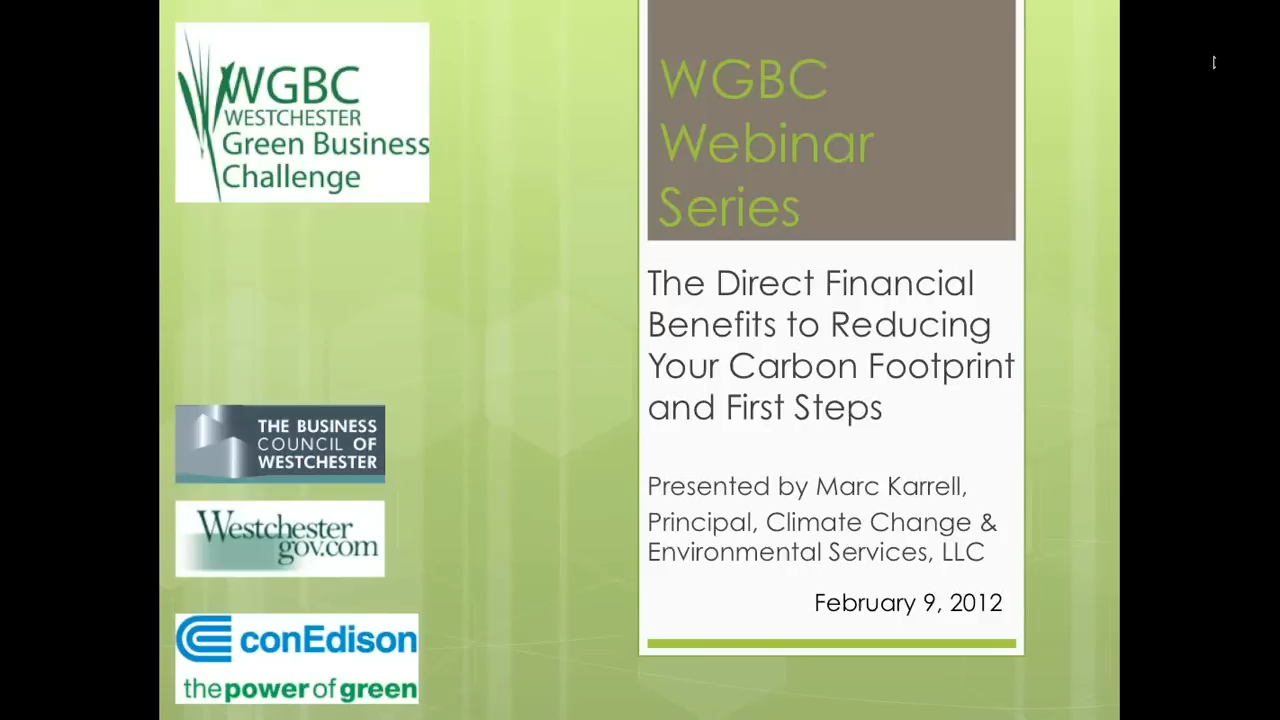 WGBC
WESTCHESTER
Green Business
Challenge
THE BUSINESS
COUNCIL OF
WESTCHESTER
Westchester
gov.com
conEdison
the power of green
WGBC
Webinar
Series
The Direct Financial
Benefits to Reducing
Your Carbon Footprint
and First Steps
Presented by Marc Karrell,
Principal, Climate Change &
Environmental Services, LLC
February 9, 2012